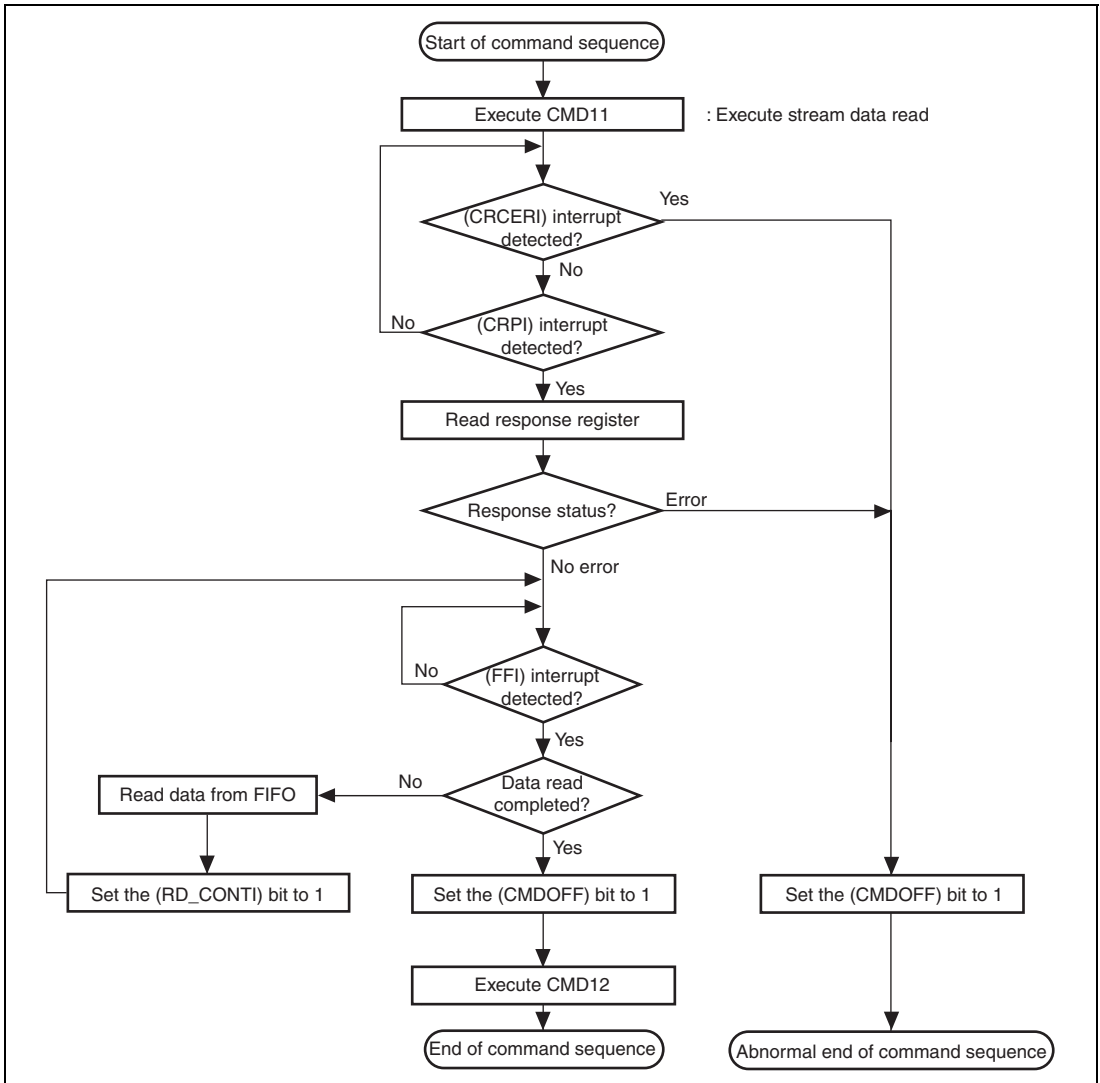 Start of command sequence
Execute CMD11
: Execute stream data read
Yes
(CRCERI) interrupt
detected?
No
No
(CRPI) interrupt
detected?
Yes
Read response register
Response status?
Error
No error
No
(FFI) interrupt
detected?
Yes
Read data from FIFO
No
Data read
completed?
Yes
Set the (RD_CONTI) bit to 1
Set the (CMDOFF) bit to 1
Set the (CMDOFF) bit to 1
Execute CMD12
End of command sequence
Abnormal end of command sequence